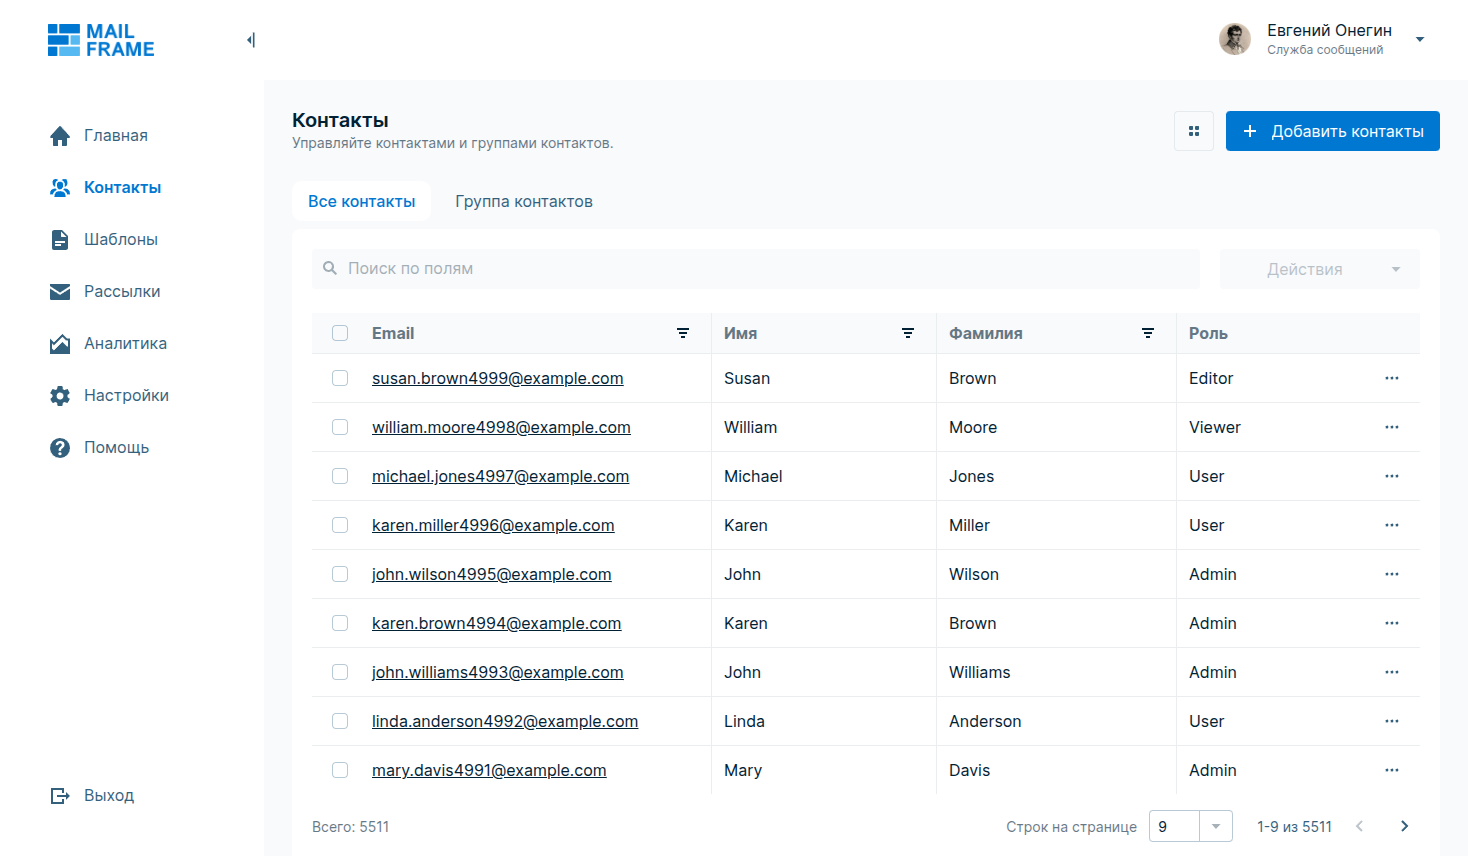 MAIL
FRAME
Евгений Онегин
Служба сообщений
Главная
Контакты
Шаблоны
Рассылки
Аналитика
Настройки
Помощь
Выход
Контакты
Управляйте контактами и группами контактов.
Добавить контакты
Все контакты Группа контактов
Поиск по полям Действия
Email Имя Фамилия Роль
susan.brown4999@example.com Susan Brown Editor
william.moore4998@example.com William Moore Viewer
michael.jones4997@example.com Michael Jones User
karen.miller4996@example.com Karen Miller User
john.wilson4995@example.com John Wilson Admin
karen.brown4994@example.com Karen Brown Admin
john.williams4993@example.com John Williams Admin
linda.anderson4992@example.com Linda Anderson User
mary.davis4991@example.com Mary Davis Admin
Всего: 5511 Строк на странице 9 1-9 из 5511